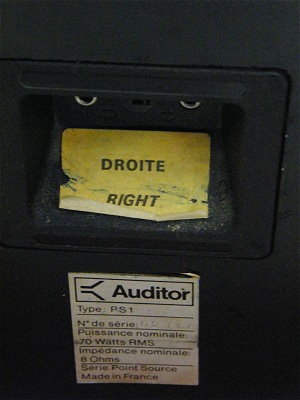 DROITE
RIGHT
Auditor
Type: PS1
N° de série:
Puissance nominale:
70 Watts RMS
Impédance nominale:
8 Ohms
Série Point Source
Made in France